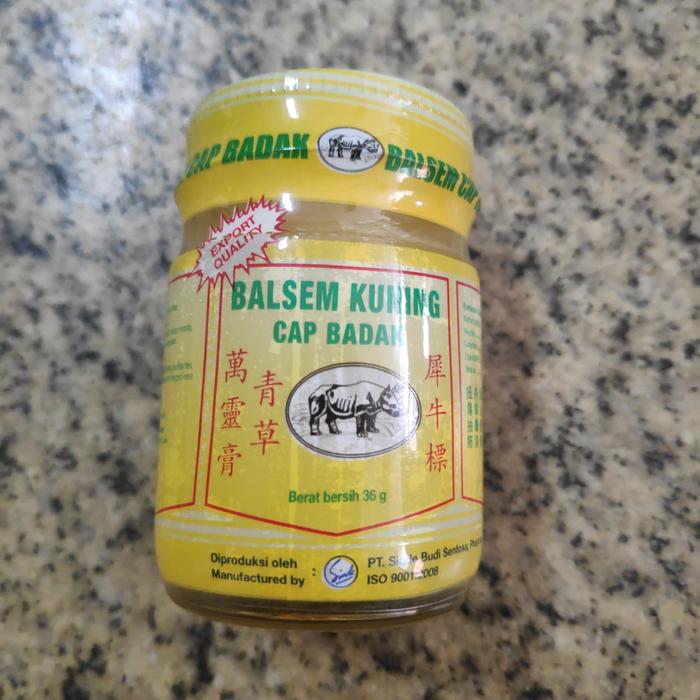 CAP BADAK
BALSEM CAP
EXPORT
QUALITY
BALSEM KUNING
CAP BADAK
萬靈膏
青草
犀牛標
Berat bersih 36 g
Diproduksi oleh
Manufactured by
:
PT. Sinde Budi Sentosa,
ISO 9001:2008